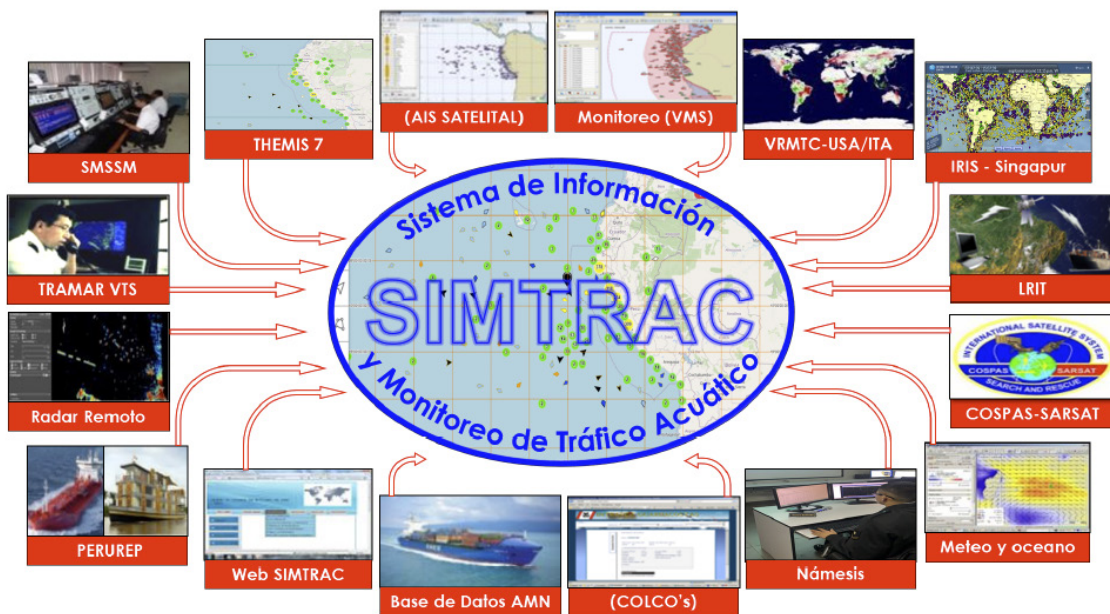 (AIS SATELITAL)
Monitoreo (VMS)
THEMIS 7
VRMTC-USA/ITA
SMSSM
IRIS - Singapur
Sistema de Información
SIMTRAC
y Monitoreo de Tráfico Acuático
TRAMAR VTS
LRIT
Radar Remoto
INTERNATIONAL SATELLITE SYSTEM
COSPAS
SARSAT
SEARCH AND RESCUE
COSPAS-SARSAT
PERUREP
Web SIMTRAC
Base de Datos AMN
(COLCO's)
Námesis
Meteo y oceano